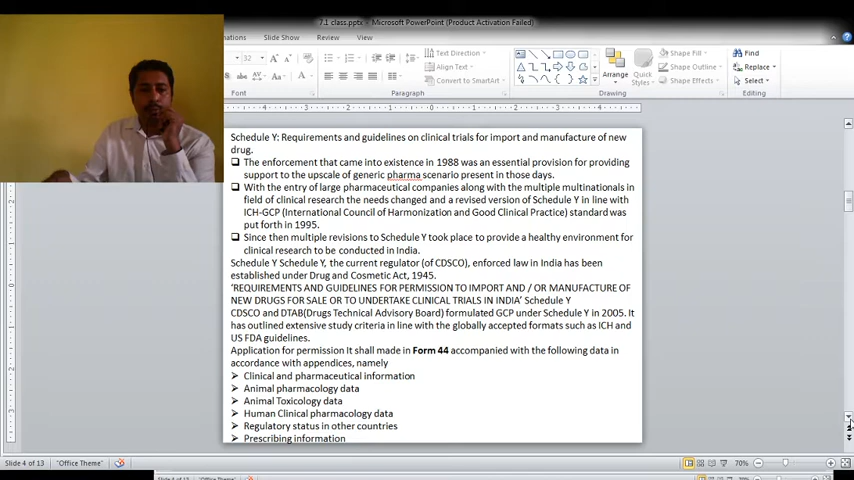 7.1 class.pptx - Microsoft PowerPoint (Product Activation Failed)
Slide Show Review View
32 Text Direction Shape Fill Find
Align Text Shape Outline Replace
Convert to SmartArt Arrange Quick Styles Shape Effects Select
Paragraph Drawing Editing
Schedule Y: Requirements and guidelines on clinical trials for import and manufacture of new
drug.
The enforcement that came into existence in 1988 was an essential provision for providing
support to the upscale of generic pharma scenario present in those days.
With the entry of large pharmaceutical companies along with the multiple multinationals in
field of clinical research the needs changed and a revised version of Schedule Y in line with
ICH-GCP (International Council of Harmonization and Good Clinical Practice) standard was
put forth in 1995.
Since then multiple revisions to Schedule Y took place to provide a healthy environment for
clinical research to be conducted in India.
Schedule Y Schedule Y, the current regulator (of CDSCO), enforced law in India has been
established under Drug and Cosmetic Act, 1945.
‘REQUIREMENTS AND GUIDELINES FOR PERMISSION TO IMPORT AND / OR MANUFACTURE OF
NEW DRUGS FOR SALE OR TO UNDERTAKE CLINICAL TRIALS IN INDIA’ Schedule Y
CDSCO and DTAB(Drugs Technical Advisory Board) formulated GCP under Schedule Y in 2005. It
has outlined extensive study criteria in line with the globally accepted formats such as ICH and
US FDA guidelines.
Application for permission It shall made in Form 44 accompanied with the following data in
accordance with appendices, namely
Clinical and pharmaceutical information
Animal pharmacology data
Animal Toxicology data
Human Clinical pharmacology data
Regulatory status in other countries
Prescribing information
Slide 4 of 13 "Office Theme" 70%